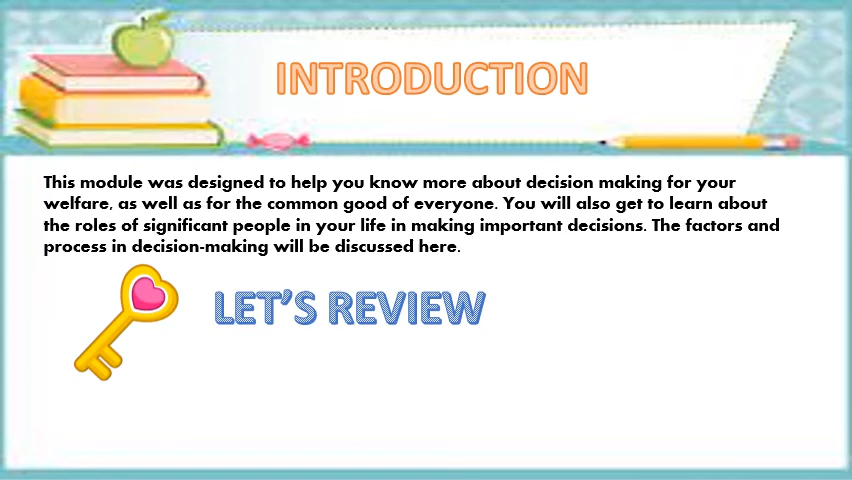 INTRODUCTION
This module was designed to help you know more about decision making for your
welfare, as well as for the common good of everyone. You will also get to learn about
the roles of significant people in your life in making important decisions. The factors and
process in decision-making will be discussed here.
LET’S REVIEW